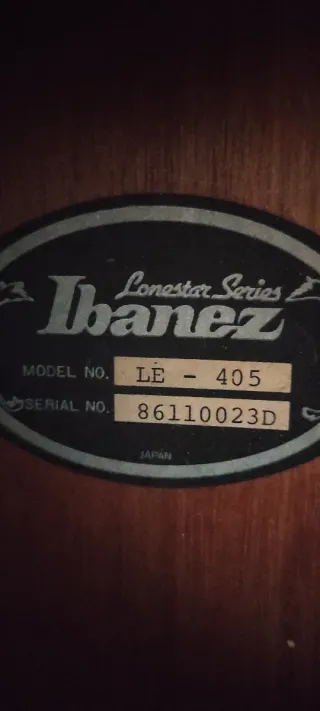 Lonestar Series
Ibanez
MODEL NO. LE - 405
SERIAL NO. 86110023D
JAPAN